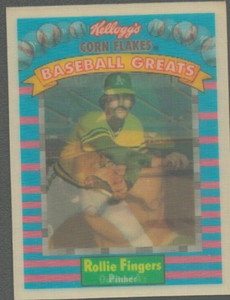 Kellogg's
CORN FLAKES®
BASEBALL GREATS
Rollie Fingers
Pitcher